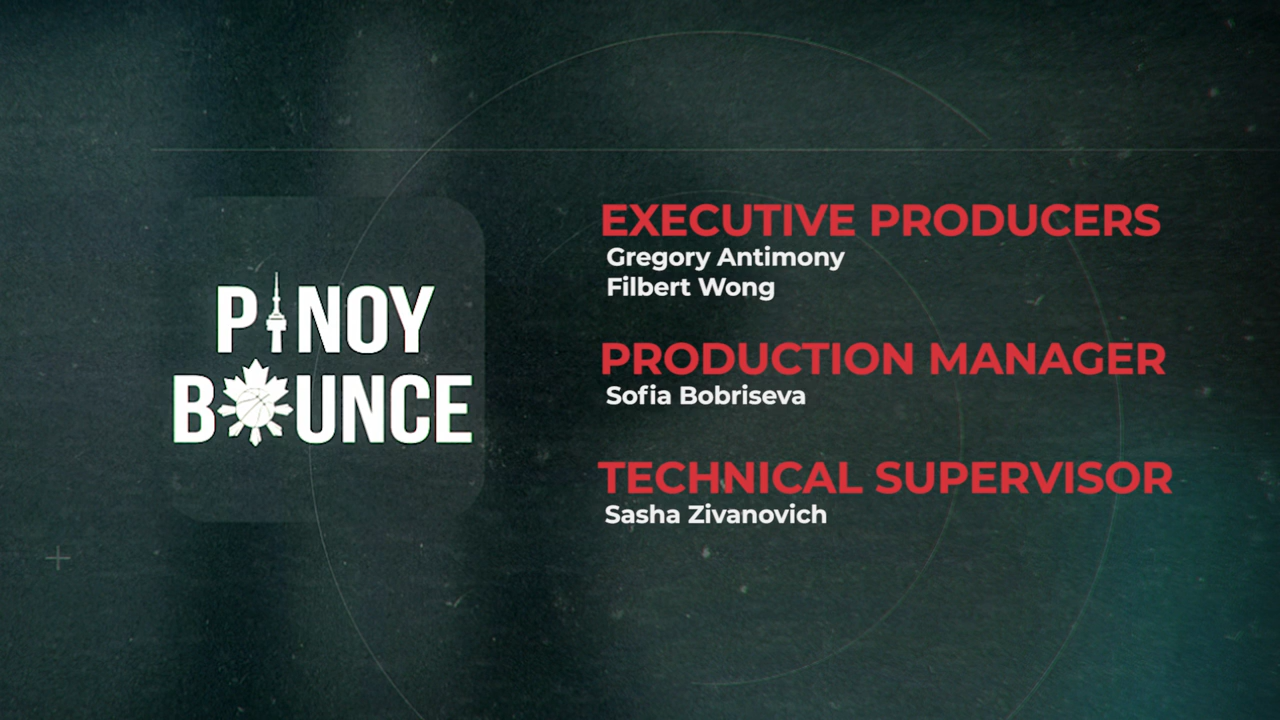 PINOY
BOUNCE
EXECUTIVE PRODUCERS
Gregory Antimony
Filbert Wong
PRODUCTION MANAGER
Sofia Bobriseva
TECHNICAL SUPERVISOR
Sasha Zivanovich